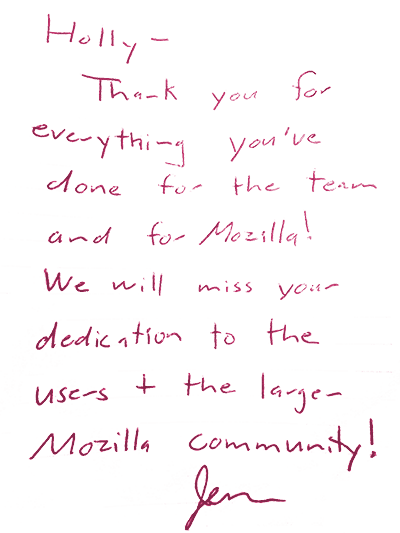 Holly -
Thank you for
everything you've
done for the team
and for Mozilla!
We will miss your
dedication to the
users + the larger
Mozilla community!
Jen